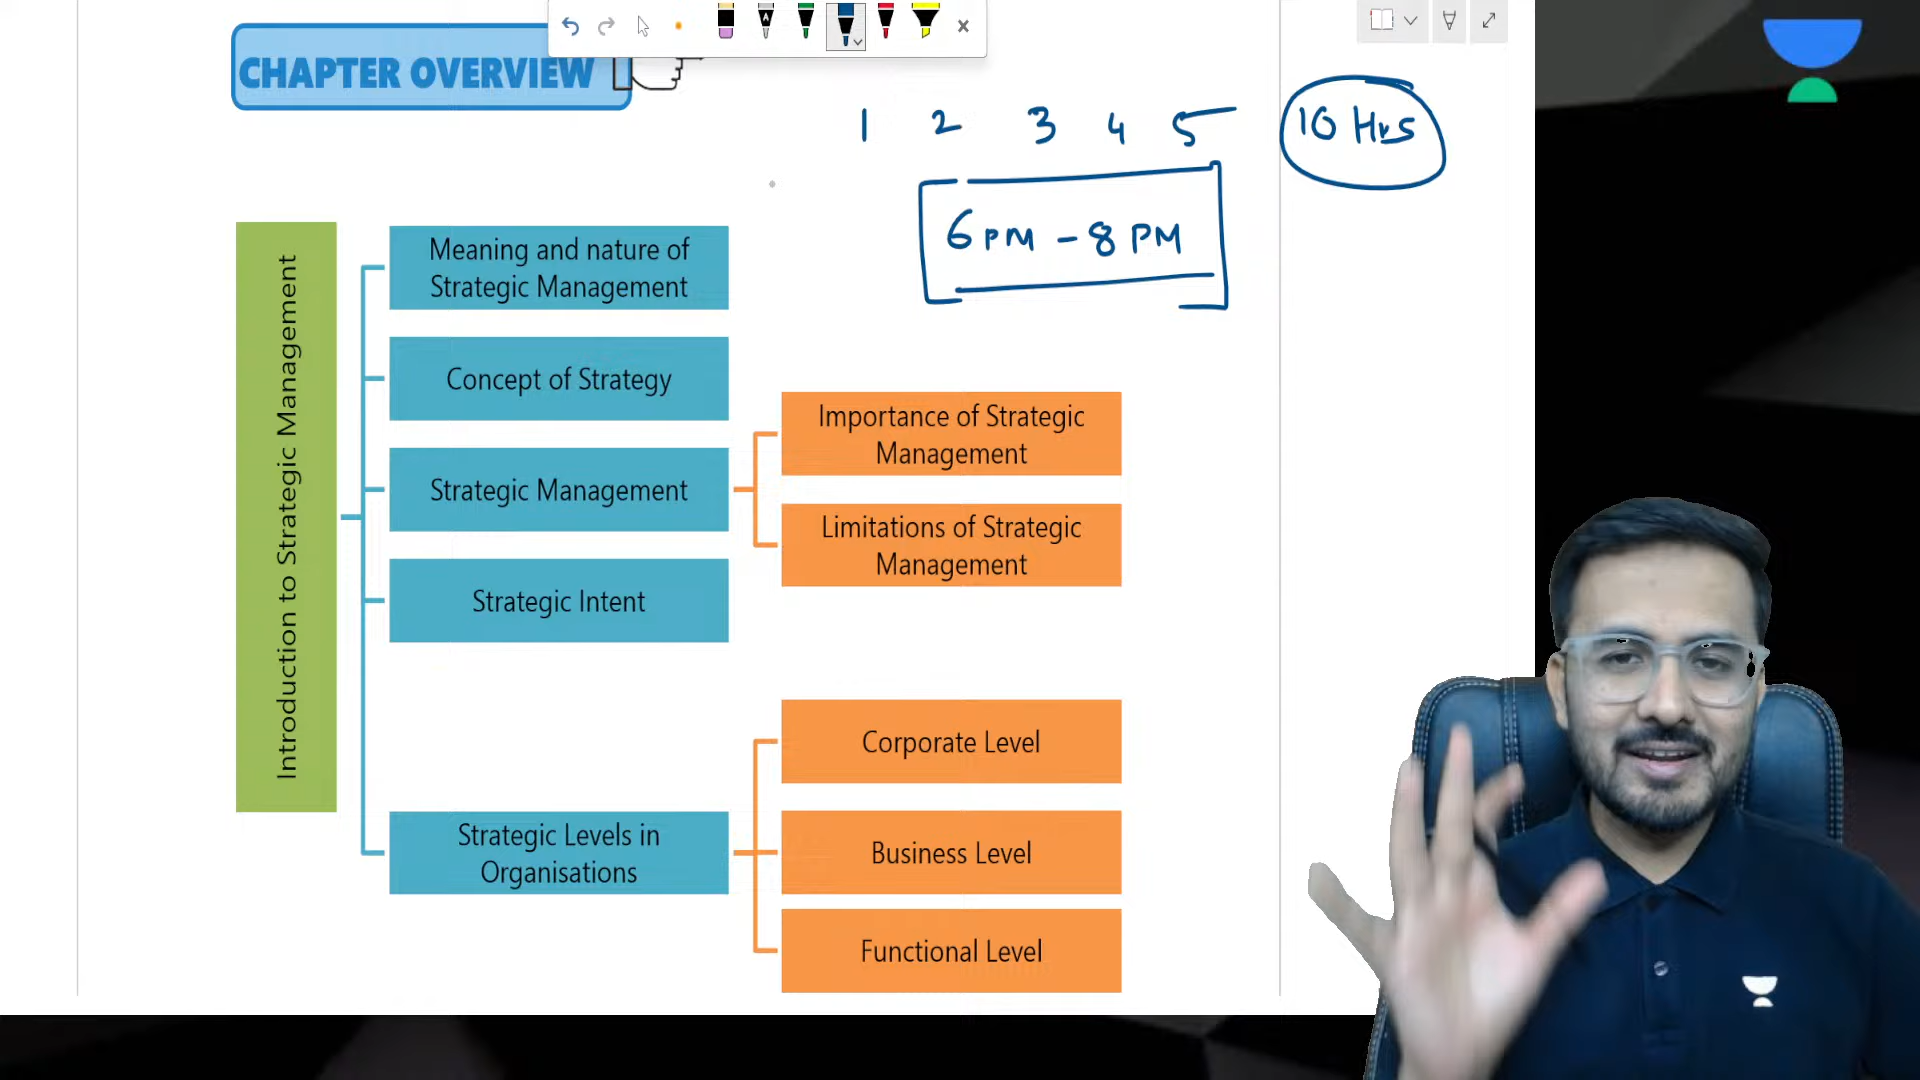 CHAPTER OVERVIEW
1 2 3 4 5 10 Hrs
6 PM - 8 PM
Introduction to Strategic Management
Meaning and nature of
Strategic Management
Concept of Strategy
Strategic Management
Importance of Strategic
Management
Limitations of Strategic
Management
Strategic Intent
Strategic Levels in
Organisations
Corporate Level
Business Level
Functional Level